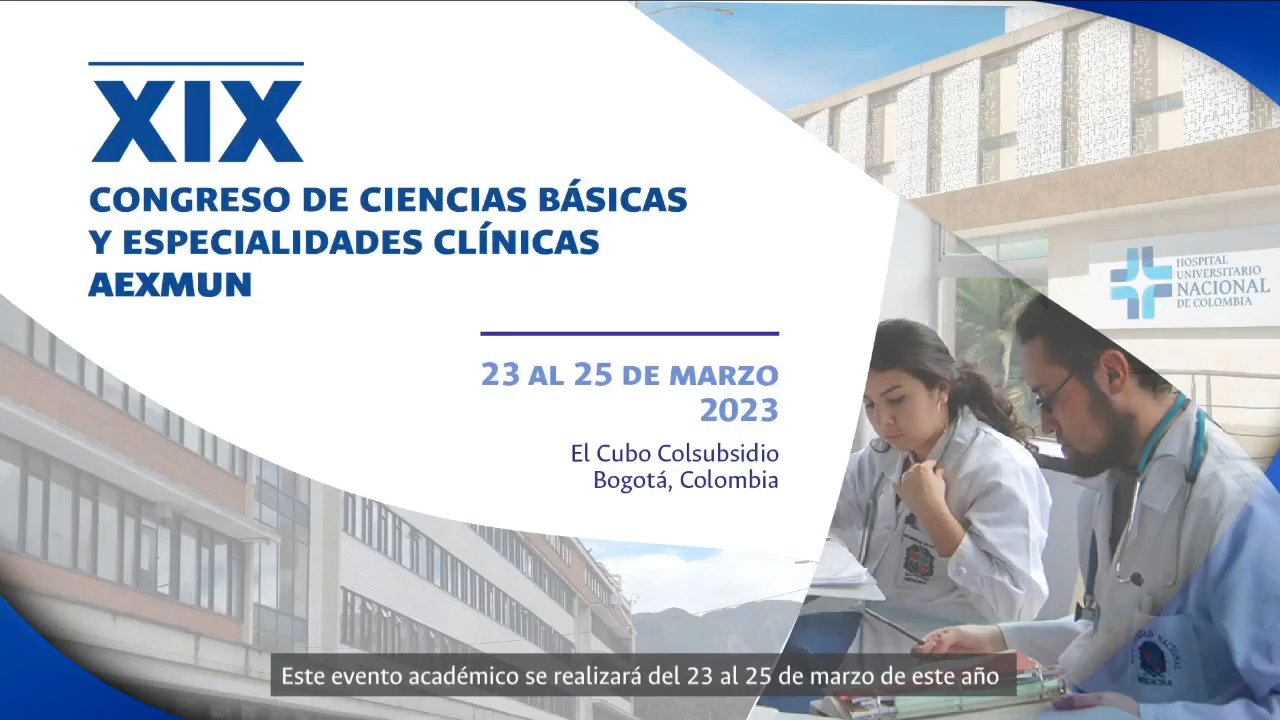 XIX
CONGRESO DE CIENCIAS BÁSICAS
Y ESPECIALIDADES CLÍNICAS
AEXMUN
23 AL 25 DE MARZO
2023
El Cubo Colsubsidio
Bogotá, Colombia
HOSPITAL
UNIVERSITARIO
NACIONAL
DE COLOMBIA
Este evento académico se realizará del 23 al 25 de marzo de este año